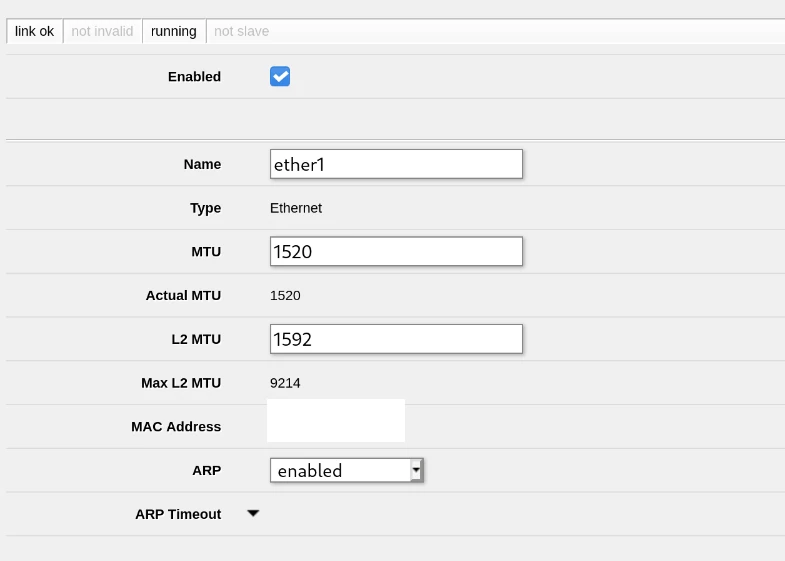 link ok not invalid running not slave
Enabled
Name ether1
Type Ethernet
MTU 1520
Actual MTU 1520
L2 MTU 1592
Max L2 MTU 9214
MAC Address
ARP enabled
ARP Timeout